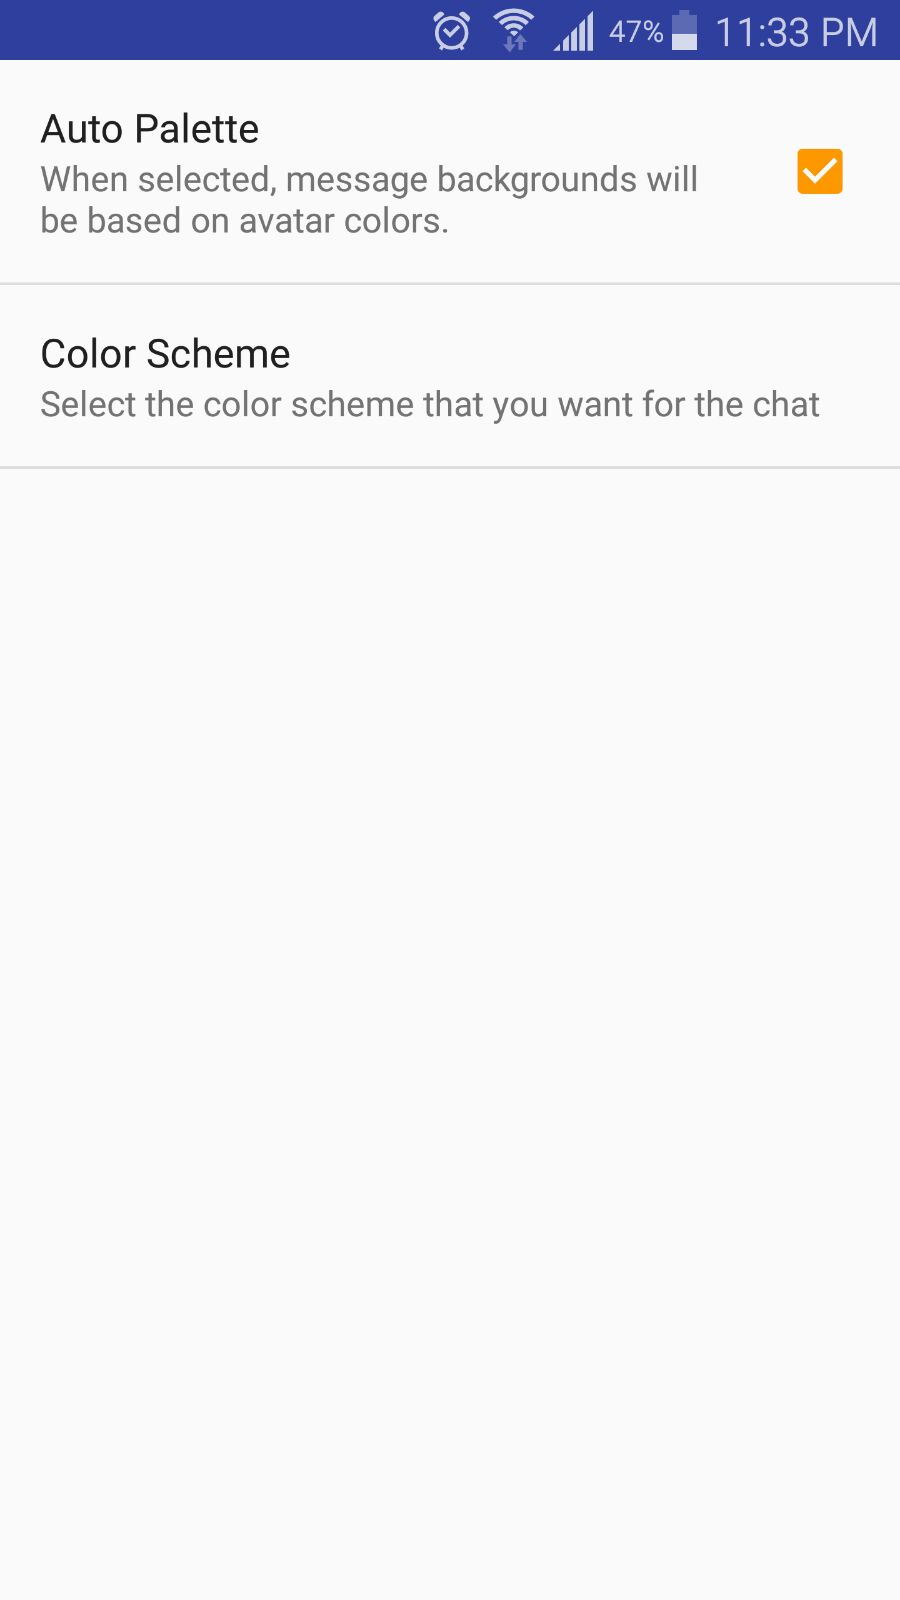 47% 11:33 PM
Auto Palette
When selected, message backgrounds will
be based on avatar colors.
Color Scheme
Select the color scheme that you want for the chat